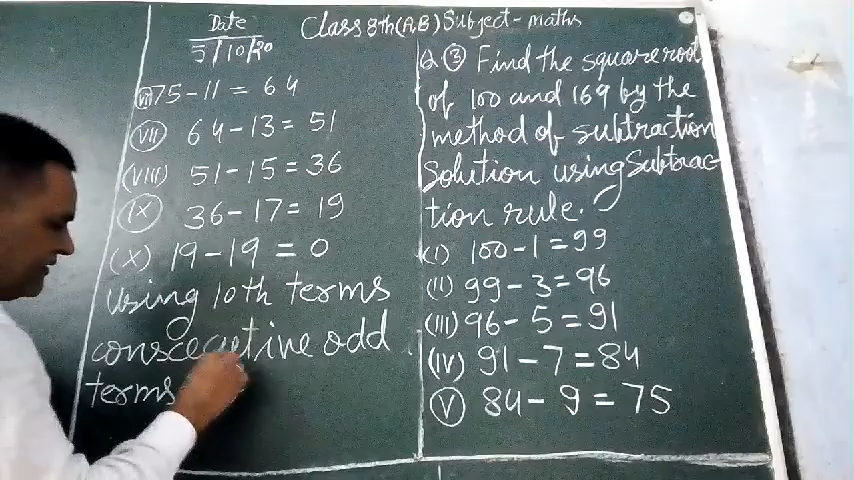 Class 8th (A,B) Subject - maths
Date
5/10/20
Q③ Find the squareroot
of 100 and 169 by the
method of subtraction
Solution using Subtrac
tion rule.
(I) 100 - 1 = 99
(II) 99 - 3 = 96
(III) 96 - 5 = 91
(IV) 91 - 7 = 84
(V) 84 - 9 = 75
(VI) 75 - 11 = 64
(VII) 64 - 13 = 51
(VIII) 51 - 15 = 36
(IX) 36 - 17 = 19
(X) 19 - 19 = 0
using 10th terms
odd
terms